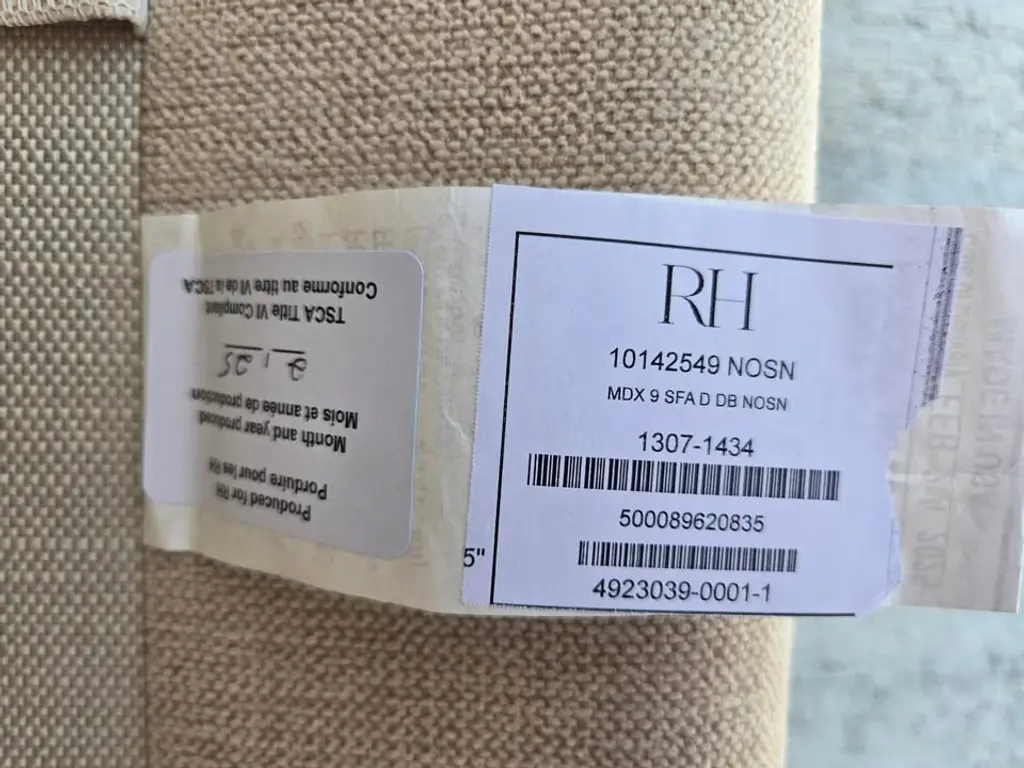 Produced for RH
Porduire pour les RH
Month and year produced
Mois et année de production
2 / 25
TSCA Title VI Compliant
Conforme au titre VI de la TSCA
RH
10142549 NOSN
MDX 9 SFA D DB NOSN
1307-1434
500089620835
4923039-0001-1
5"